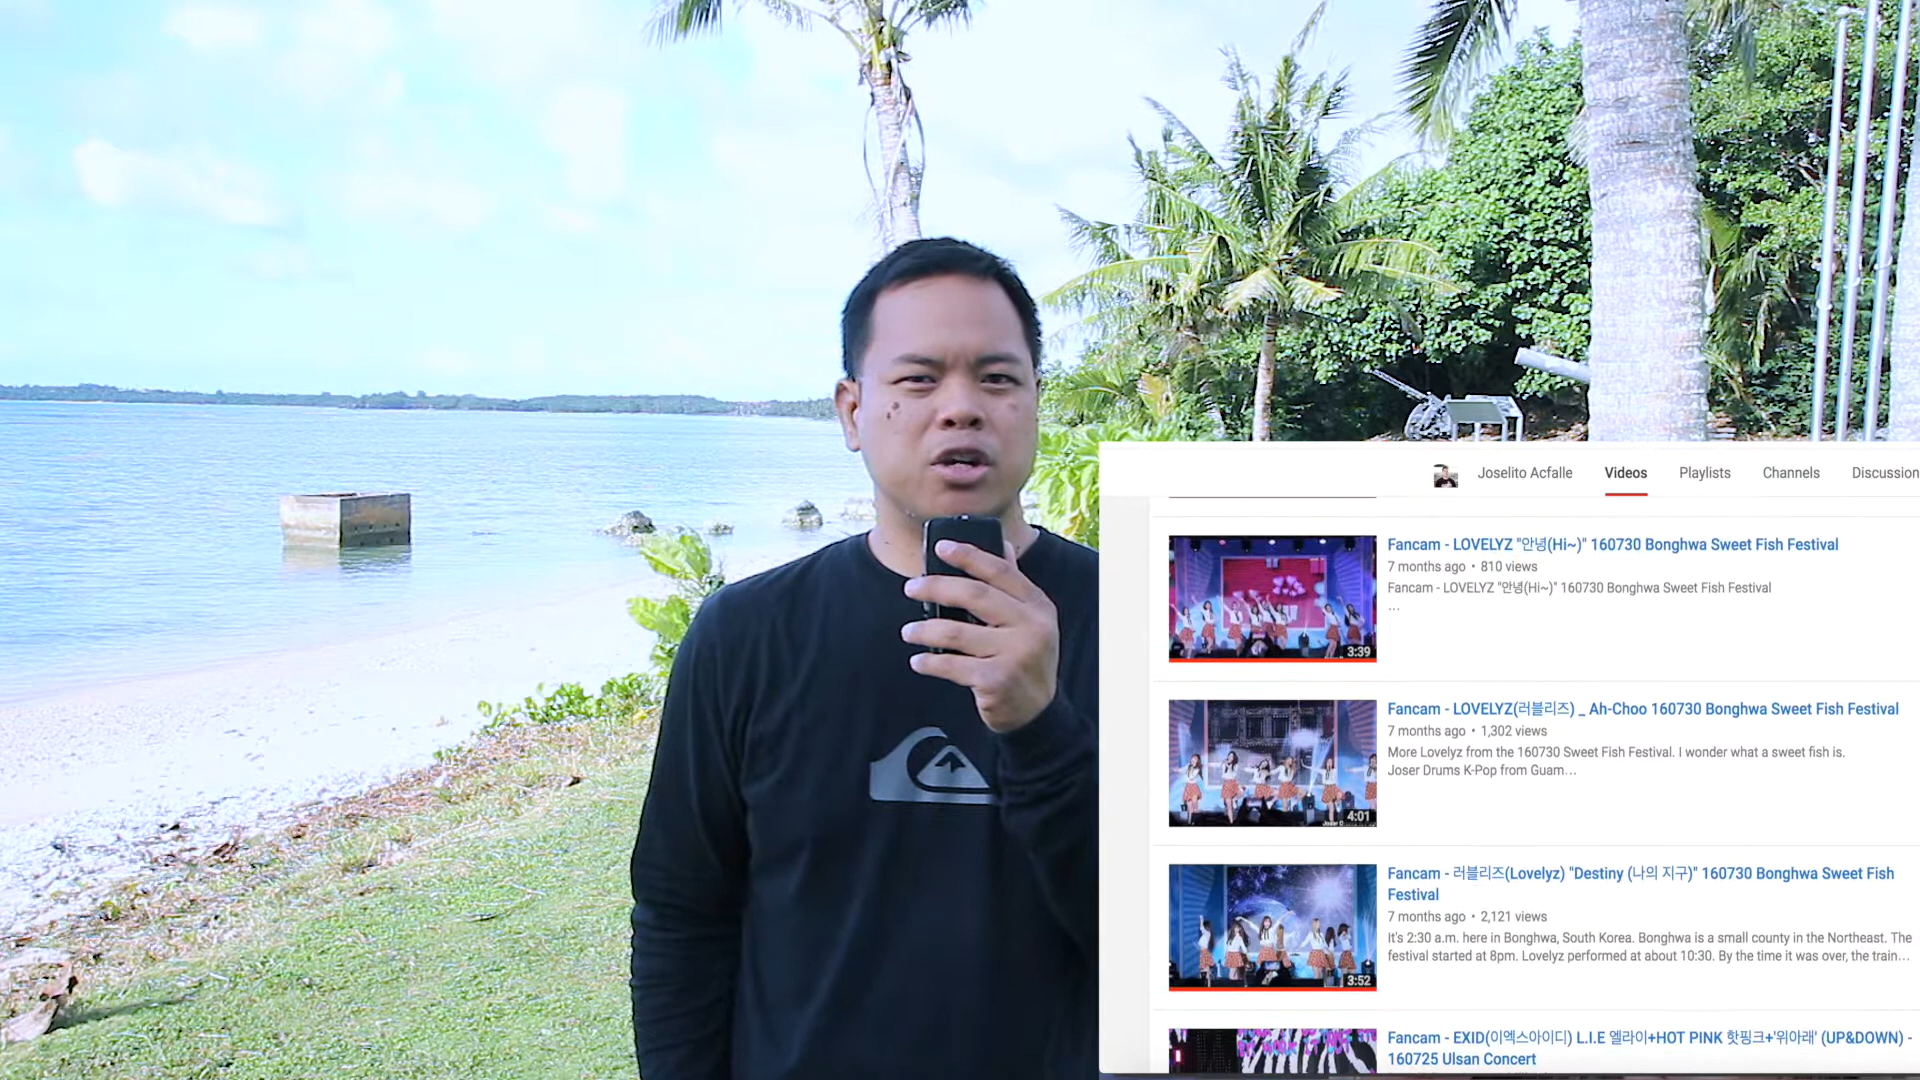 Joselito Acfalle Videos Playlists Channels Discussion
Fancam - LOVELYZ "안녕(Hi~)" 160730 Bonghwa Sweet Fish Festival
7 months ago • 810 views
Fancam - LOVELYZ "안녕(Hi~)" 160730 Bonghwa Sweet Fish Festival
...
3:39
Fancam - LOVELYZ(러블리즈) _ Ah-Choo 160730 Bonghwa Sweet Fish Festival
7 months ago • 1,302 views
More Lovelyz from the 160730 Sweet Fish Festival. I wonder what a sweet fish is.
Joser Drums K-Pop from Guam...
4:01
Fancam - 러블리즈(Lovelyz) "Destiny (나의 지구)" 160730 Bonghwa Sweet Fish
Festival
7 months ago • 2,121 views
It's 2:30 a.m. here in Bonghwa, South Korea. Bonghwa is a small county in the Northeast. The
festival started at 8pm. Lovelyz performed at about 10:30. By the time it was over, the train...
3:52
Fancam - EXID(이엑스아이디) L.I.E 엘라이+HOT PINK 핫핑크+'위아래' (UP&DOWN) -
160725 Ulsan Concert